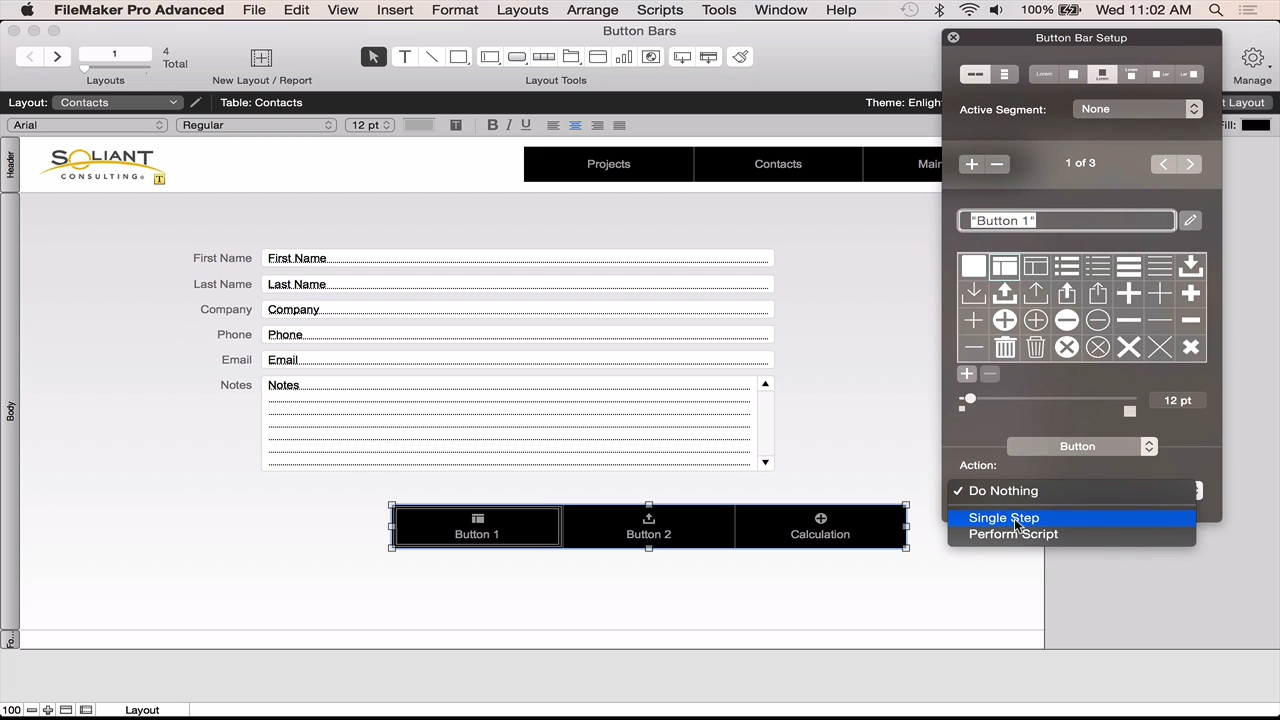 FileMaker Pro Advanced File Edit View Insert Format Layouts Arrange Scripts Tools Window Help 100% Wed 11:02 AM
Button Bars
Button Bar Setup
1
4
Total
Layouts
New Layout / Report
Layout Tools
Manage
Layout: Contacts Table: Contacts Theme: Enligh
t Layout
Active Segment: None
Arial Regular 12 pt B I U
Fill:
Header
SOLIANT
CONSULTING
T
Projects Contacts Main
1 of 3
"Button 1"
First Name First Name
Last Name Last Name
Company Company
Phone Phone
Email Email
Notes Notes
Body
12 pt
Button
Action:
Do Nothing
Single Step
Perform Script
Button 1 Button 2 Calculation
Fo...
100 Layout